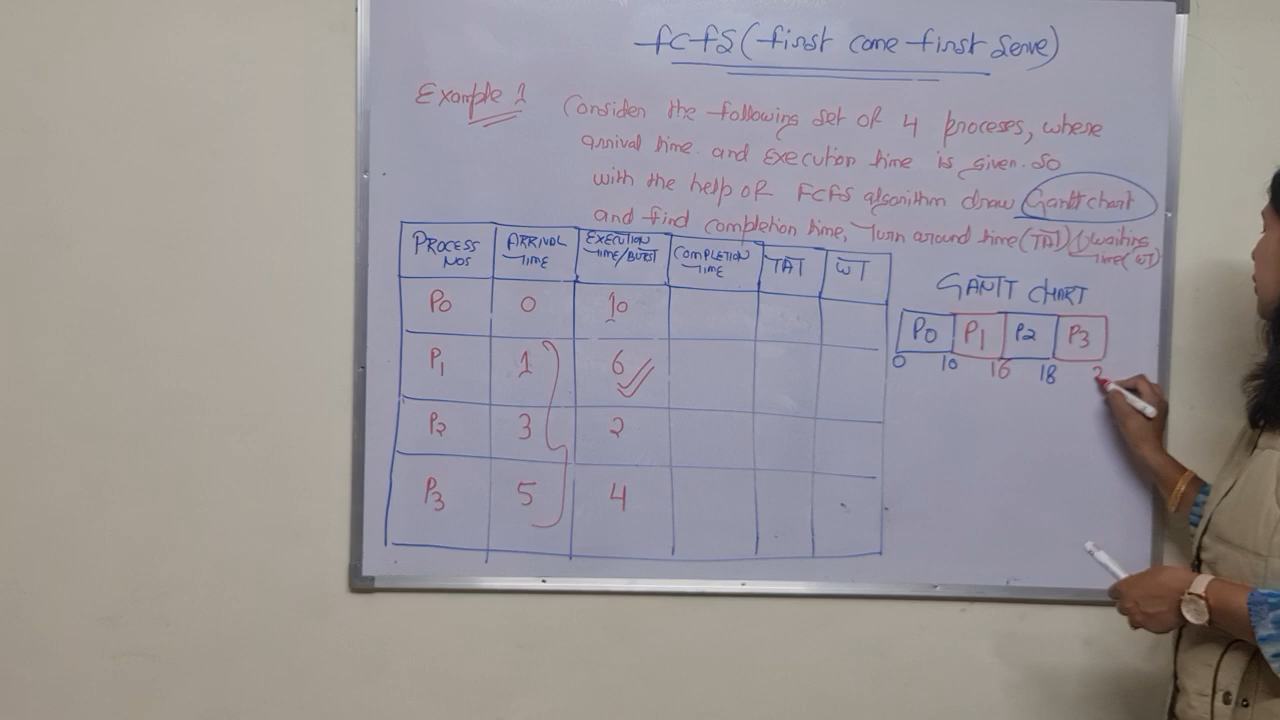 FCFS (first come first serve)
Example 1
Consider the following set of 4 proceses, where
arrival time and execution time is given. So
with the help of FCFS algorithm draw Gantt chart
and find completion time, Turn around time (TAT) & waiting
time (WT)
PROCESS NOS ARRIVAL TIME EXECUTION TIME/BURST COMPLETION TIME TAT WT
P0 0 10
P1 1 6
P2 3 2
P3 5 4
GANTT CHART
P0 P1 P2 P3
0 10 16 18 2